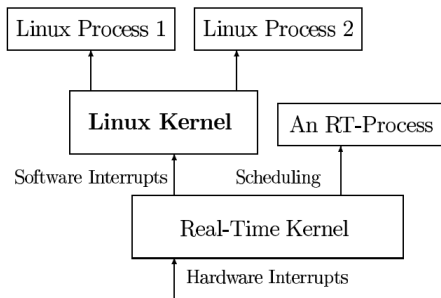 Linux Process 1
Linux Process 2
Linux Kernel
An RT-Process
Software Interrupts
Scheduling
Real-Time Kernel
Hardware Interrupts